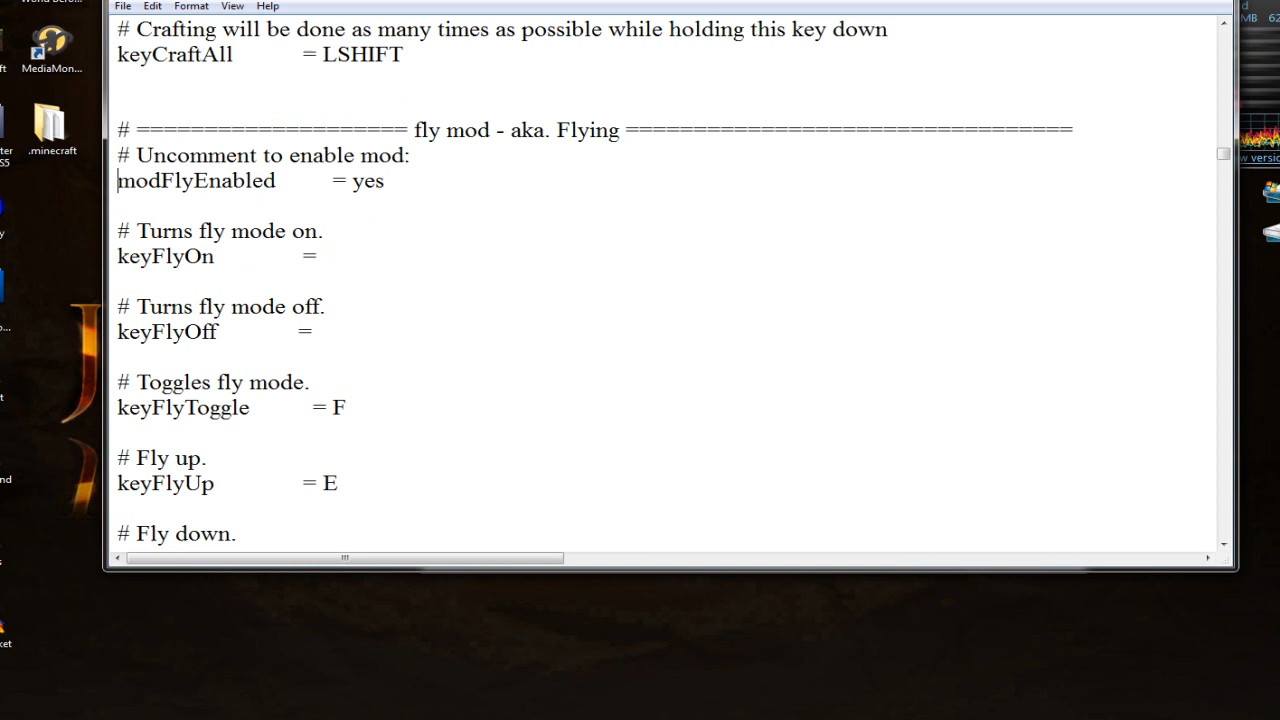 File Edit Format View Help
# Crafting will be done as many times as possible while holding this key down
keyCraftAll = LSHIFT
# ==================== fly mod - aka. Flying =================================
# Uncomment to enable mod:
modFlyEnabled = yes
# Turns fly mode on.
keyFlyOn =
# Turns fly mode off.
keyFlyOff =
# Toggles fly mode.
keyFlyToggle = F
# Fly up.
keyFlyUp = E
# Fly down.
MediaMon...
.minecraft